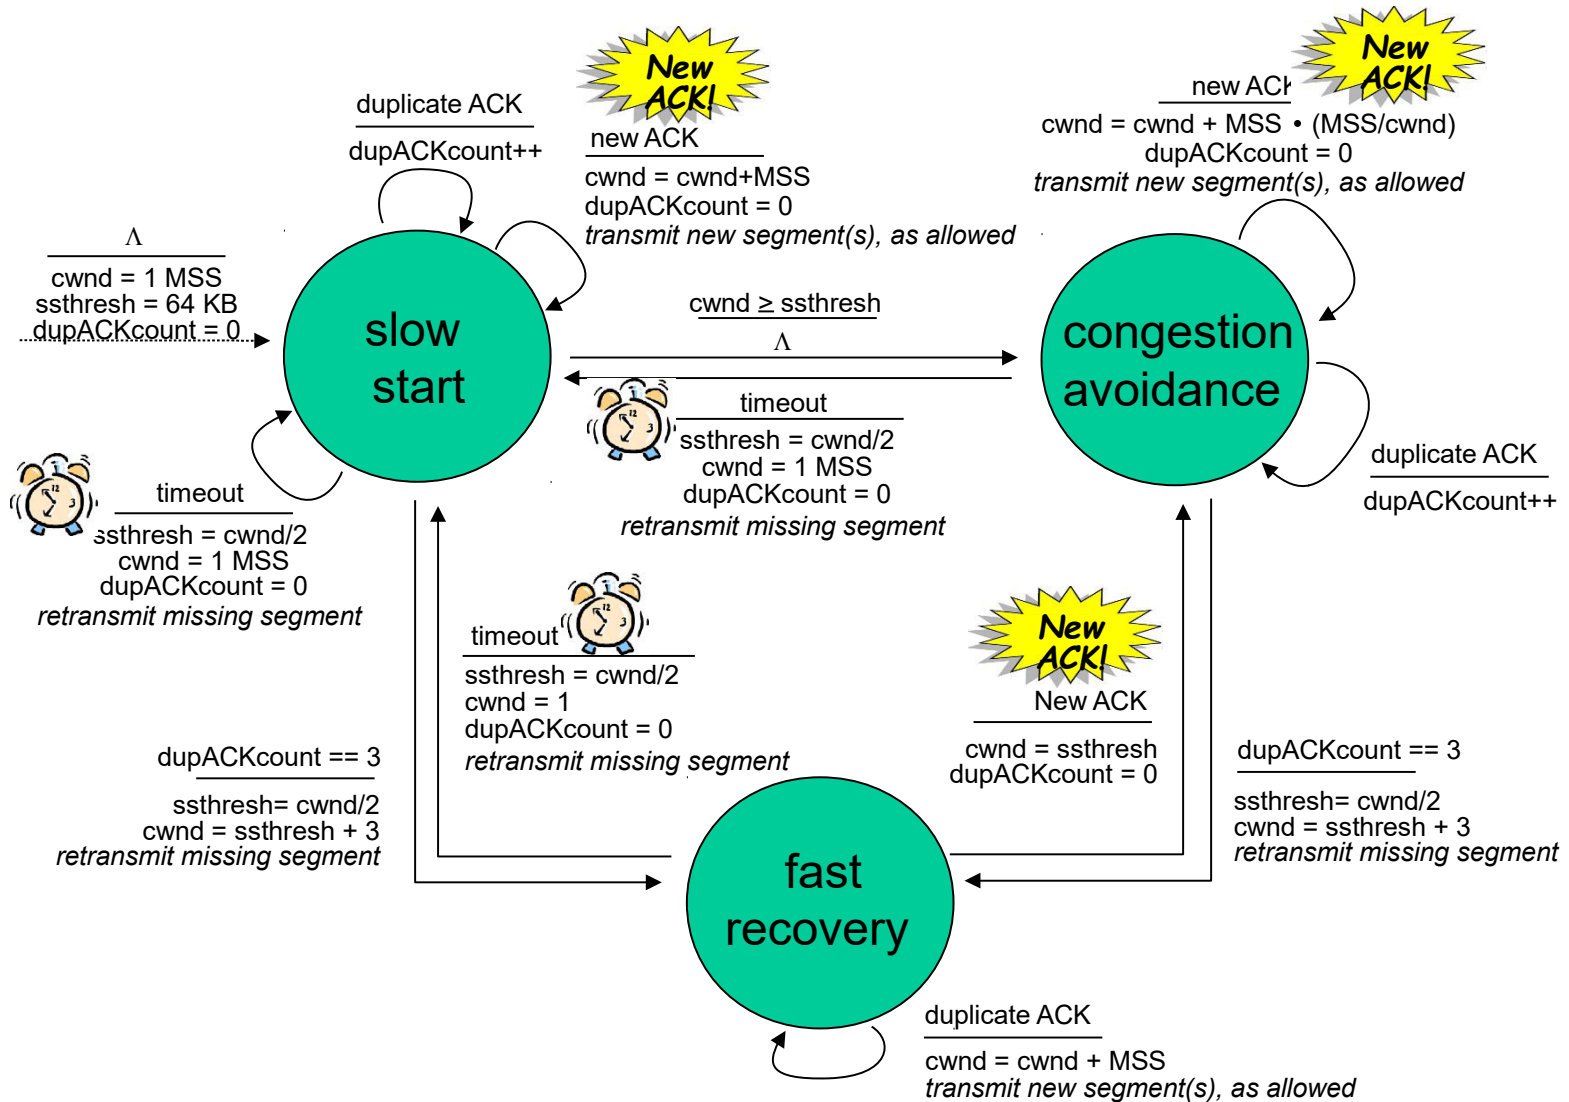 New
ACK!
duplicate ACK
dupACKcount++
new ACK
cwnd = cwnd+MSS
dupACKcount = 0
transmit new segment(s), as allowed
New
ACK!
new ACK
cwnd = cwnd + MSS • (MSS/cwnd)
dupACKcount = 0
transmit new segment(s), as allowed
Λ
cwnd = 1 MSS
ssthresh = 64 KB
dupACKcount = 0
slow
start
cwnd ≥ ssthresh
Λ
congestion
avoidance
timeout
ssthresh = cwnd/2
cwnd = 1 MSS
dupACKcount = 0
retransmit missing segment
duplicate ACK
dupACKcount++
timeout
ssthresh = cwnd/2
cwnd = 1 MSS
dupACKcount = 0
retransmit missing segment
timeout
ssthresh = cwnd/2
cwnd = 1
dupACKcount = 0
retransmit missing segment
New
ACK!
New ACK
cwnd = ssthresh
dupACKcount = 0
dupACKcount == 3
ssthresh= cwnd/2
cwnd = ssthresh + 3
retransmit missing segment
dupACKcount == 3
ssthresh= cwnd/2
cwnd = ssthresh + 3
retransmit missing segment
fast
recovery
duplicate ACK
cwnd = cwnd + MSS
transmit new segment(s), as allowed